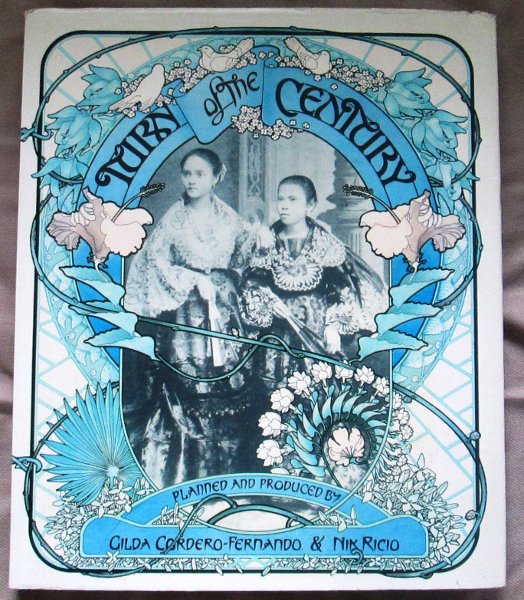 TURN of the CENTURY
PLANNED AND PRODUCED BY
GILDA CORDERO-FERNANDO & NIK RICIO